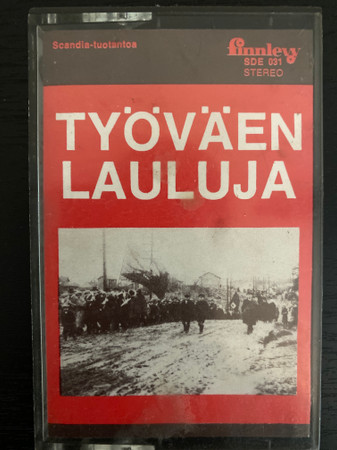 Scandia-tuotantoa
finnlevy
SDE 031
STEREO
TYÖVÄEN
LAULUJA